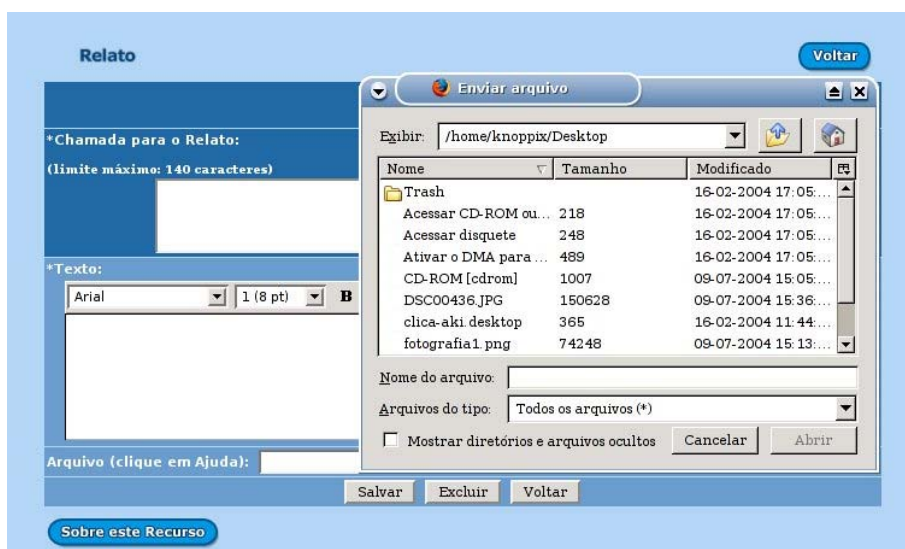 Relato
Voltar
*Chamada para o Relato:
(limite máximo: 140 caracteres)
*Texto:
Arial 1 (8 pt) B
Arquivo (clique em Ajuda):
Enviar arquivo
Exibir: /home/knoppix/Desktop
Nome Tamanho Modificado
Trash 16-02-2004 17:05:...
Acessar CD-ROM ou... 218 16-02-2004 17:05:...
Acessar disquete 248 16-02-2004 17:05:...
Ativar o DMA para ... 489 16-02-2004 17:05:...
CD-ROM [cdrom] 1007 09-07-2004 15:05:...
DSC00436.JPG 150628 09-07-2004 15:36:...
clica-aki.desktop 365 16-02-2004 11:44:...
fotografia1.png 74248 09-07-2004 15:13:...
Nome do arquivo:
Arquivos do tipo: Todos os arquivos (*)
Mostrar diretórios e arquivos ocultos Cancelar Abrir
Salvar Excluir Voltar
Sobre este Recurso